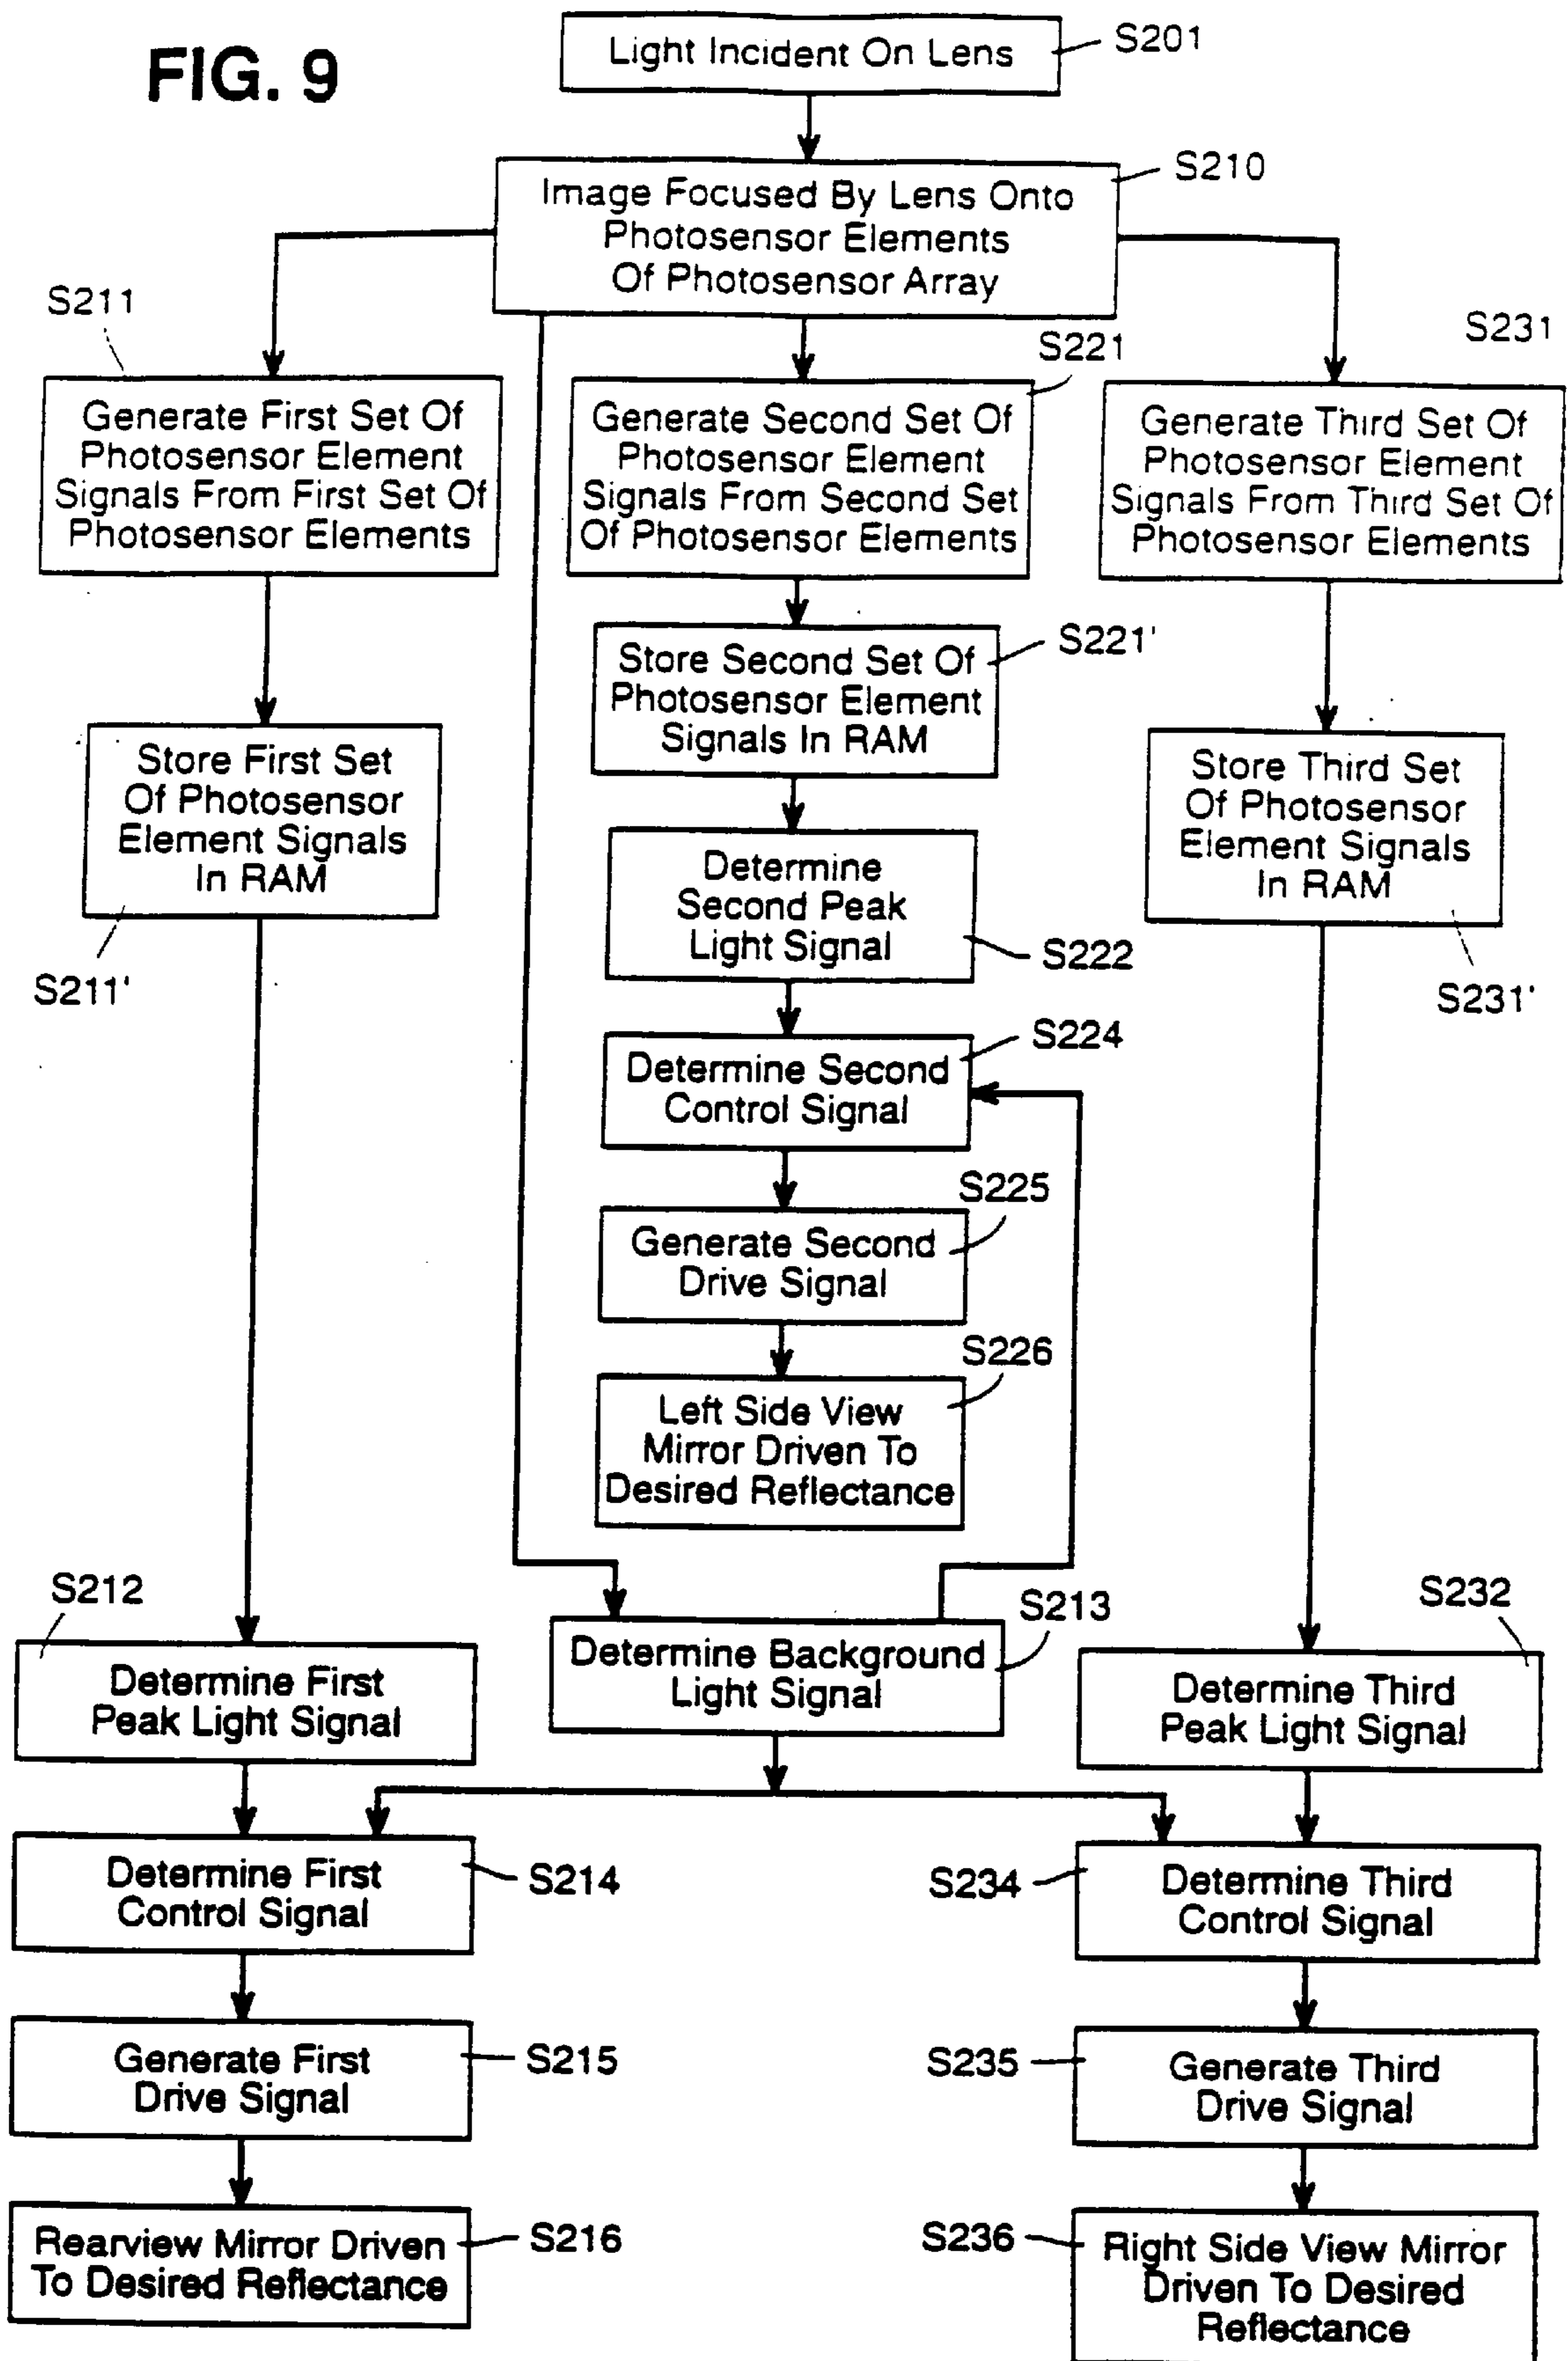 FIG. 9
Light Incident On Lens
S201
Image Focused By Lens Onto
Photosensor Elements
Of Photosensor Array
S210
S211
Generate First Set Of
Photosensor Element
Signals From First Set Of
Photosensor Elements
S221
Generate Second Set Of
Photosensor Element
Signals From Second Set
Of Photosensor Elements
S231
Generate Third Set Of
Photosensor Element
Signals From Third Set Of
Photosensor Elements
Store Second Set Of
Photosensor Element
Signals In RAM
S221'
Store First Set
Of Photosensor
Element Signals
In RAM
S211'
Store Third Set
Of Photosensor
Element Signals
In RAM
S231'
Determine
Second Peak
Light Signal
S222
Determine Second
Control Signal
S224
Generate Second
Drive Signal
S225
Left Side View
Mirror Driven To
Desired Reflectance
S226
S212
Determine First
Peak Light Signal
Determine Background
Light Signal
S213
S232
Determine Third
Peak Light Signal
Determine First
Control Signal
S214
S234
Determine Third
Control Signal
Generate First
Drive Signal
S215
S235
Generate Third
Drive Signal
Rearview Mirror Driven
To Desired Reflectance
S216
S236
Right Side View Mirror
Driven To Desired
Reflectance